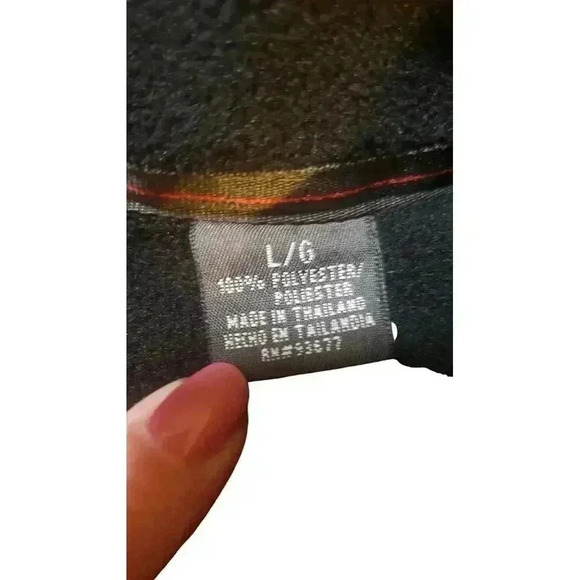 L/G
100% POLYESTER/
POLIESTER
MADE IN THAILAND
HECHO EN TAILANDIA
RN#93677